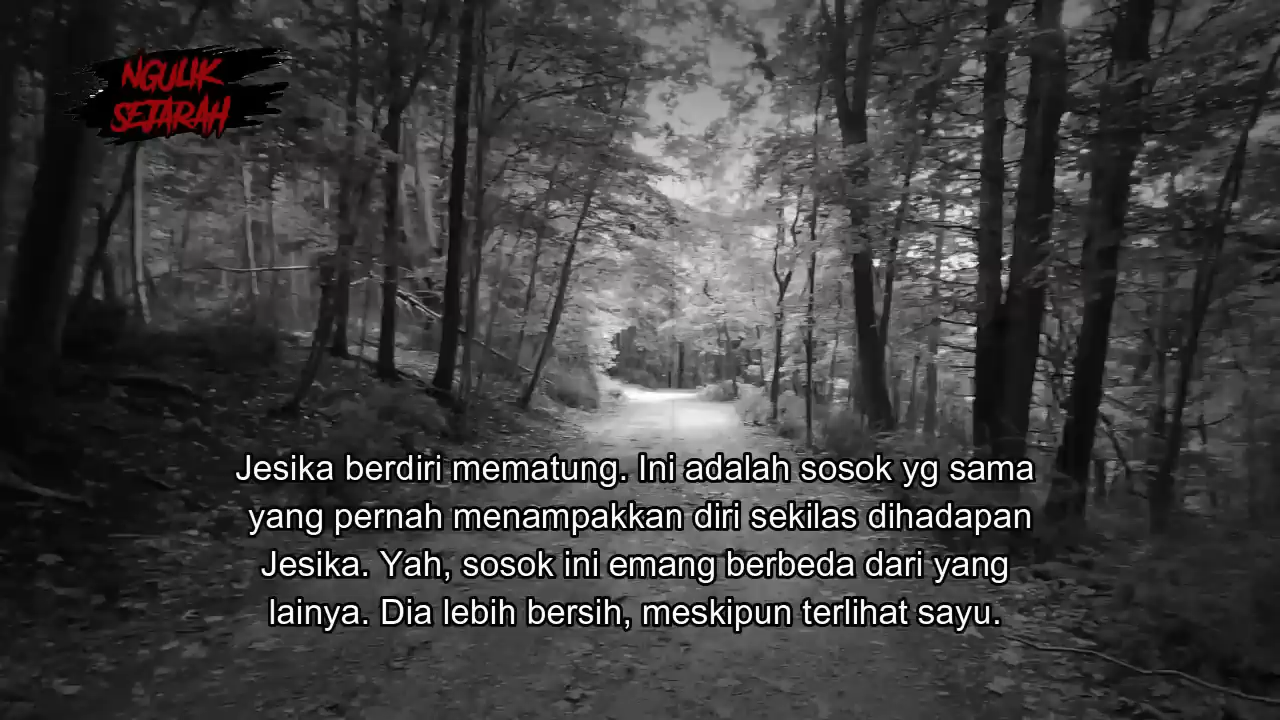 NGULIK
SEJARAH
Jesika berdiri mematung. Ini adalah sosok yg sama
yang pernah menampakkan diri sekilas dihadapan
Jesika. Yah, sosok ini emang berbeda dari yang
lainya. Dia lebih bersih, meskipun terlihat sayu.